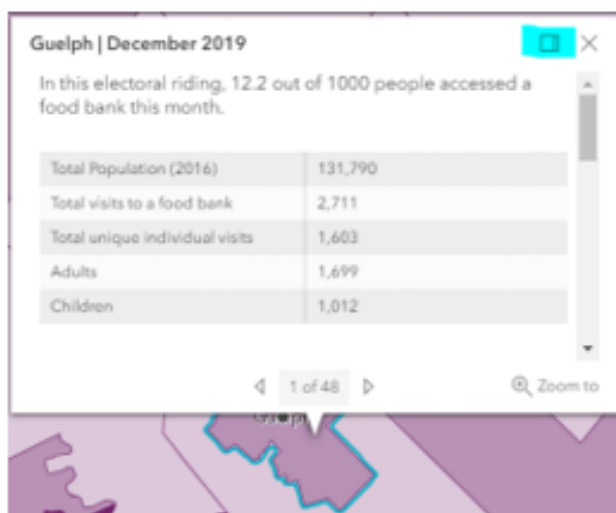 Guelph | December 2019
In this electoral riding, 12.2 out of 1000 people accessed a
food bank this month.
Total Population (2016) 131,790
Total visits to a food bank 2,711
Total unique individual visits 1,603
Adults 1,699
Children 1,012
1 of 48 Zoom to